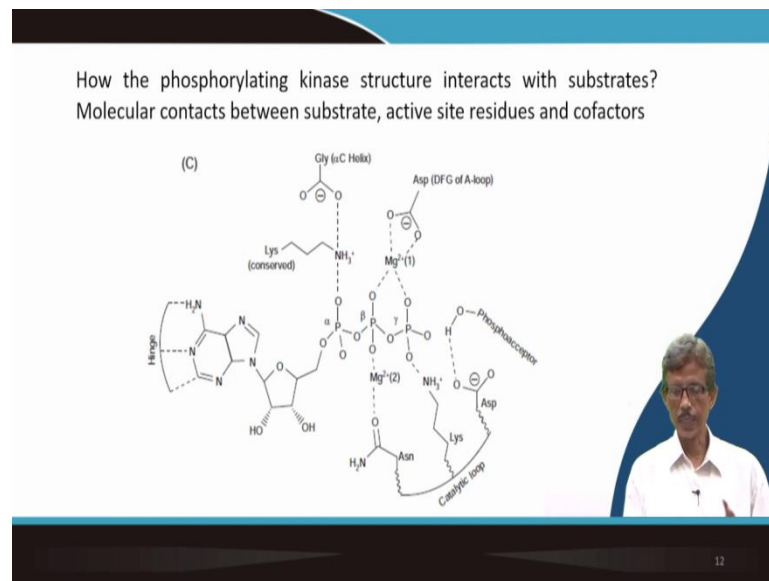 How the phosphorylating kinase structure interacts with substrates?
Molecular contacts between substrate, active site residues and cofactors
(C)
Gly (αC Helix)
Asp (DFG of A-loop)
O ⊖ O
O ⊖ O
Lys
(conserved)
NH₃⁺
Mg²⁺(1)
H₂N
O O O
O
H
Phosphoacceptor
α β γ
Hinge
N N
O P O P O P O
N N N
O
O O O
Mg²⁺(2)
NH₃⁺
O ⊖ O
Asp
HO OH
O
Lys
H₂N
Asn
Catalytic loop
12